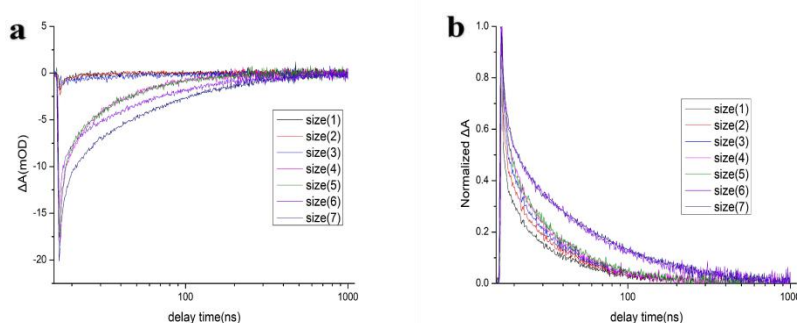 a
5
0
-5
-10
-15
-20
ΔA(mOD)
size(1)
size(2)
size(3)
size(4)
size(5)
size(6)
size(7)
100
1000
delay time(ns)
b
1.0
0.8
0.6
0.4
0.2
0.0
Normalized ΔA
size(1)
size(2)
size(3)
size(4)
size(5)
size(6)
size(7)
100
1000
delay time(ns)